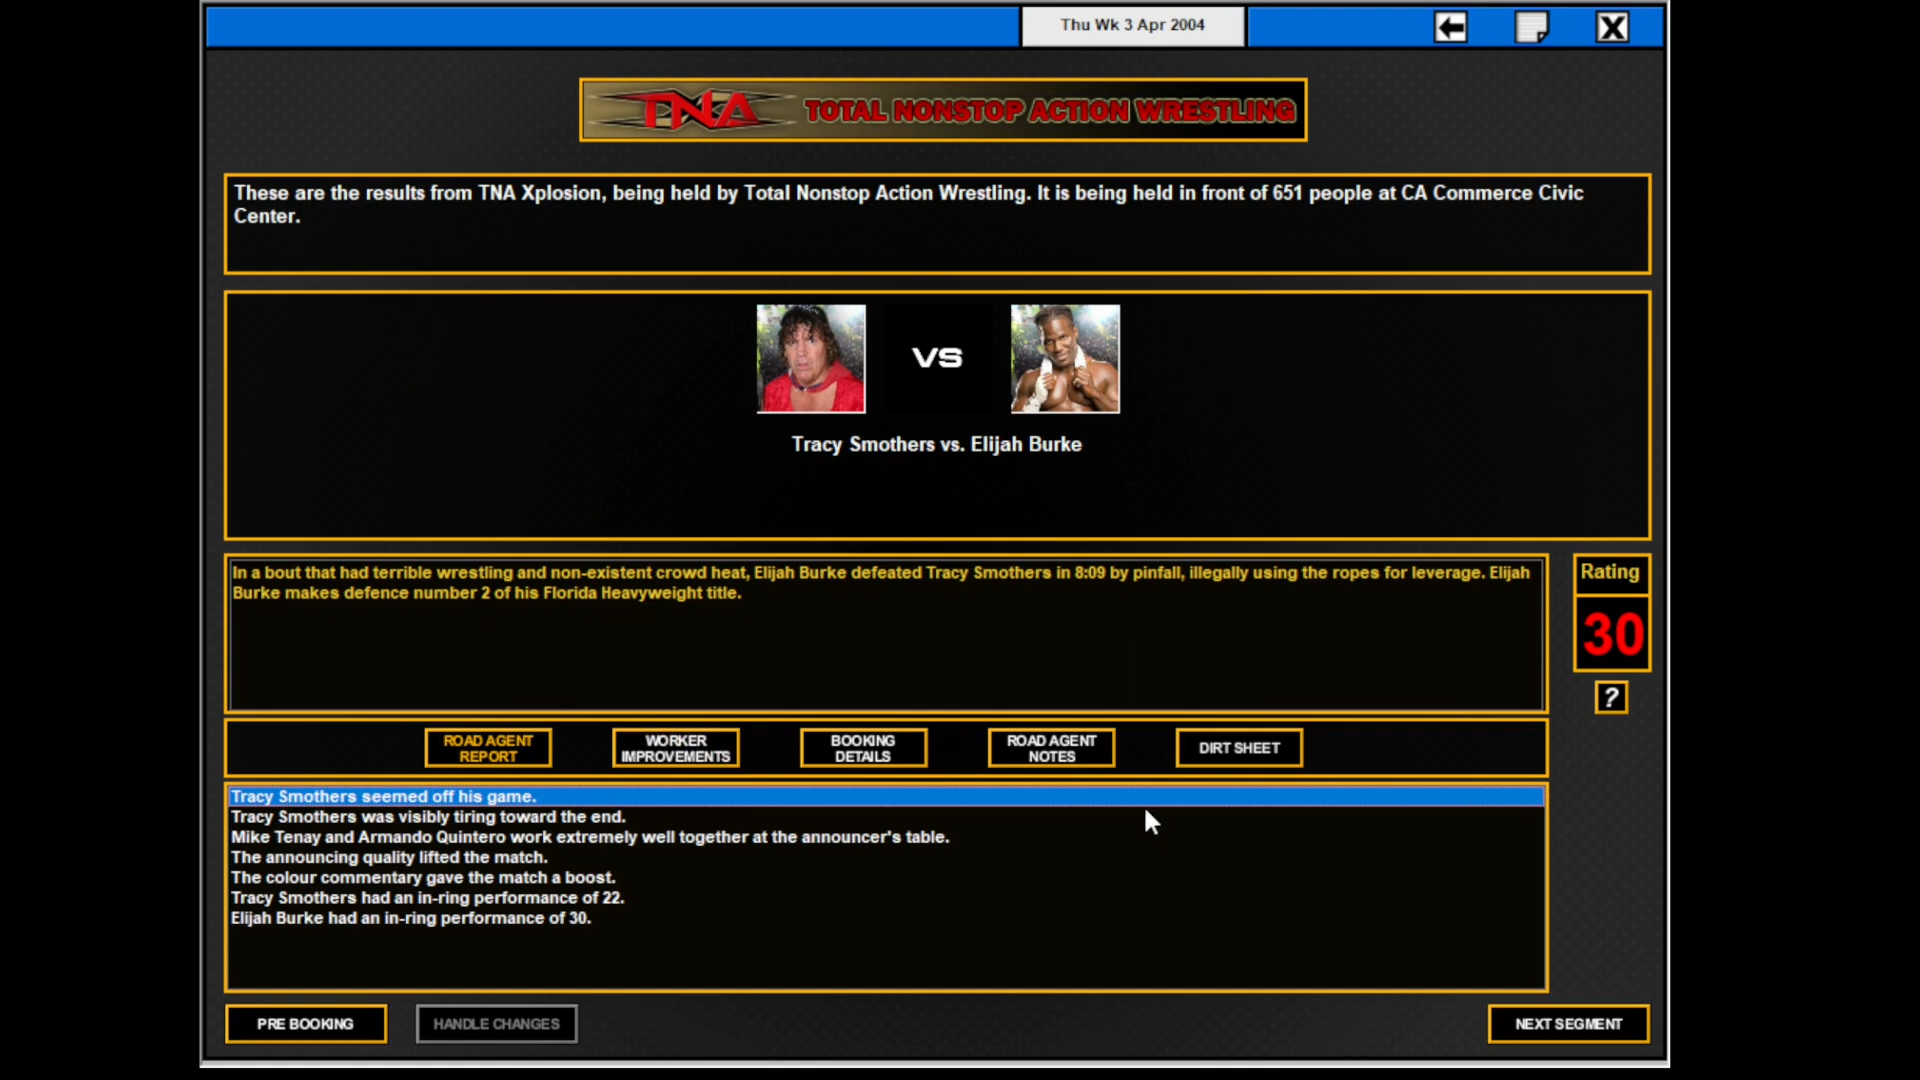 Thu Wk 3 Apr 2004
TNA TOTAL NONSTOP ACTION WRESTLING
These are the results from TNA Xplosion, being held by Total Nonstop Action Wrestling. It is being held in front of 651 people at CA Commerce Civic
Center.
VS
Tracy Smothers vs. Elijah Burke
In a bout that had terrible wrestling and non-existent crowd heat, Elijah Burke defeated Tracy Smothers in 8:09 by pinfall, illegally using the ropes for leverage. Elijah
Burke makes defence number 2 of his Florida Heavyweight title.
Rating
30
?
ROAD AGENT
REPORT
WORKER
IMPROVEMENTS
BOOKING
DETAILS
ROAD AGENT
NOTES
DIRT SHEET
Tracy Smothers seemed off his game.
Tracy Smothers was visibly tiring toward the end.
Mike Tenay and Armando Quintero work extremely well together at the announcer's table.
The announcing quality lifted the match.
The colour commentary gave the match a boost.
Tracy Smothers had an in-ring performance of 22.
Elijah Burke had an in-ring performance of 30.
PRE BOOKING
HANDLE CHANGES
NEXT SEGMENT